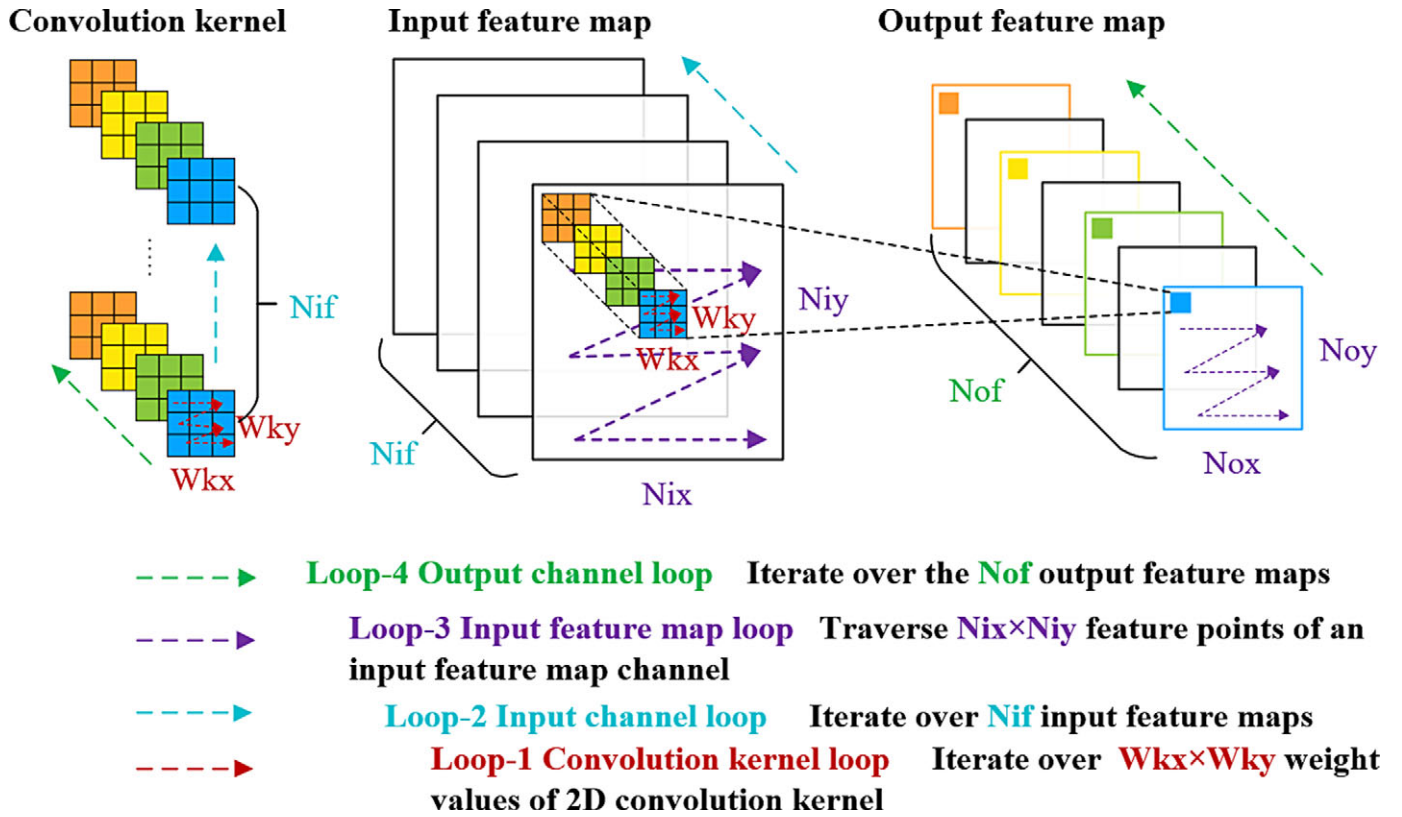 Convolution kernel
Input feature map
Output feature map
Nif
Wky
Wkx
Nif
Niy
Wky
Wkx
Nix
Nof
Noy
Nox
Loop-4 Output channel loop Iterate over the Nof output feature maps
Loop-3 Input feature map loop Traverse Nix×Niy feature points of an
input feature map channel
Loop-2 Input channel loop Iterate over Nif input feature maps
Loop-1 Convolution kernel loop Iterate over Wkx×Wky weight
values of 2D convolution kernel